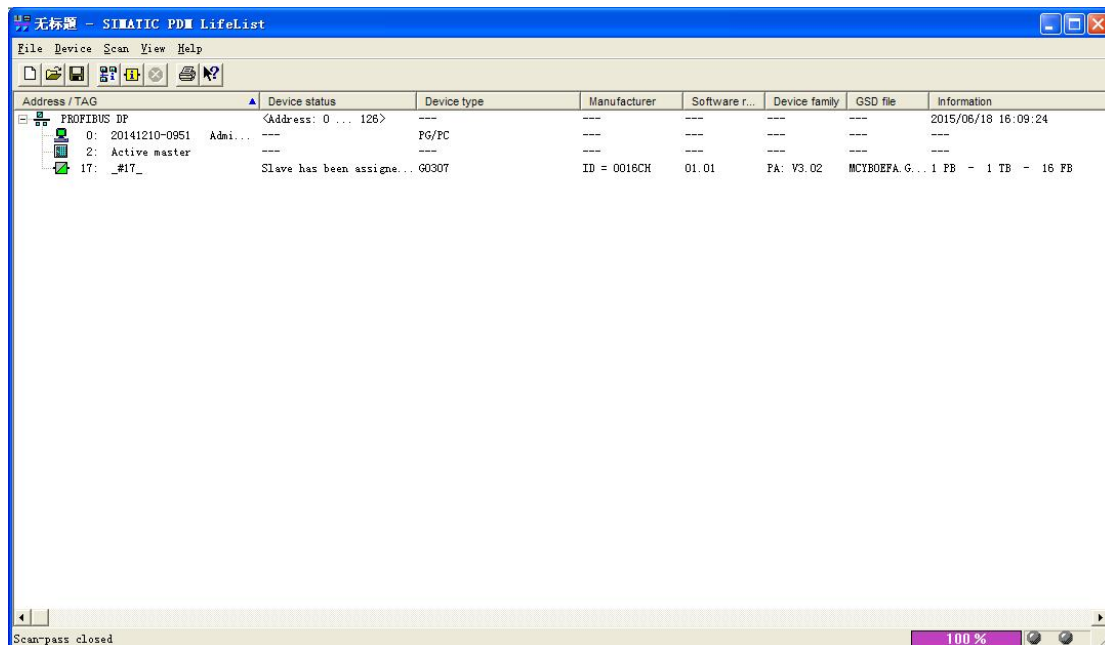 无标题 - SIMATIC PDM LifeList
File Device Scan View Help
Address / TAG Device status Device type Manufacturer Software r... Device family GSD file Information
PROFIBUS DP <Address: 0 ... 126> --- --- --- --- --- 2015/06/18 16:09:24
0: 20141210-0951 Admi... --- PG/PC --- --- --- --- ---
2: Active master --- --- --- --- --- --- ---
17: _#17_ Slave has been assigne... G0307 ID = 0016CH 01.01 PA: V3.02 MCYBOEFA.G... 1 PB - 1 TB - 16 FB
Scan-pass closed 100 %